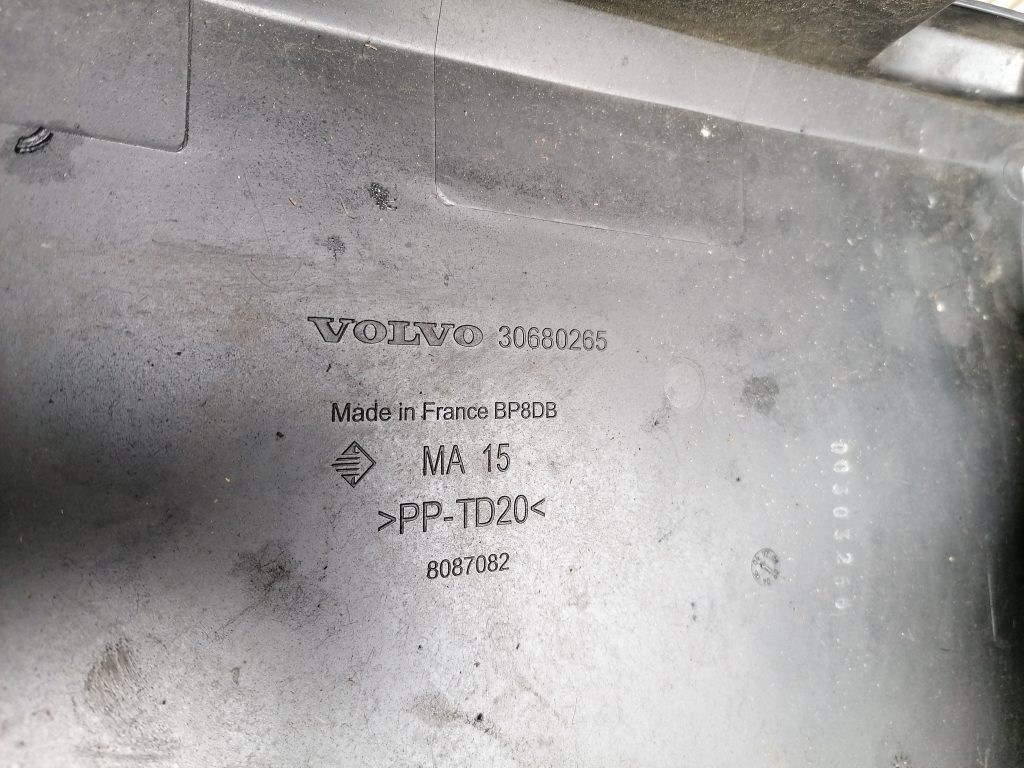 VOLVO 30680265
Made in France BP8DB
MA 15
>PP-TD20<
8087082